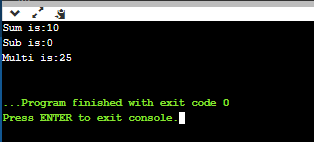 Sum is:10
Sub is:0
Multi is:25
...Program finished with exit code 0
Press ENTER to exit console.